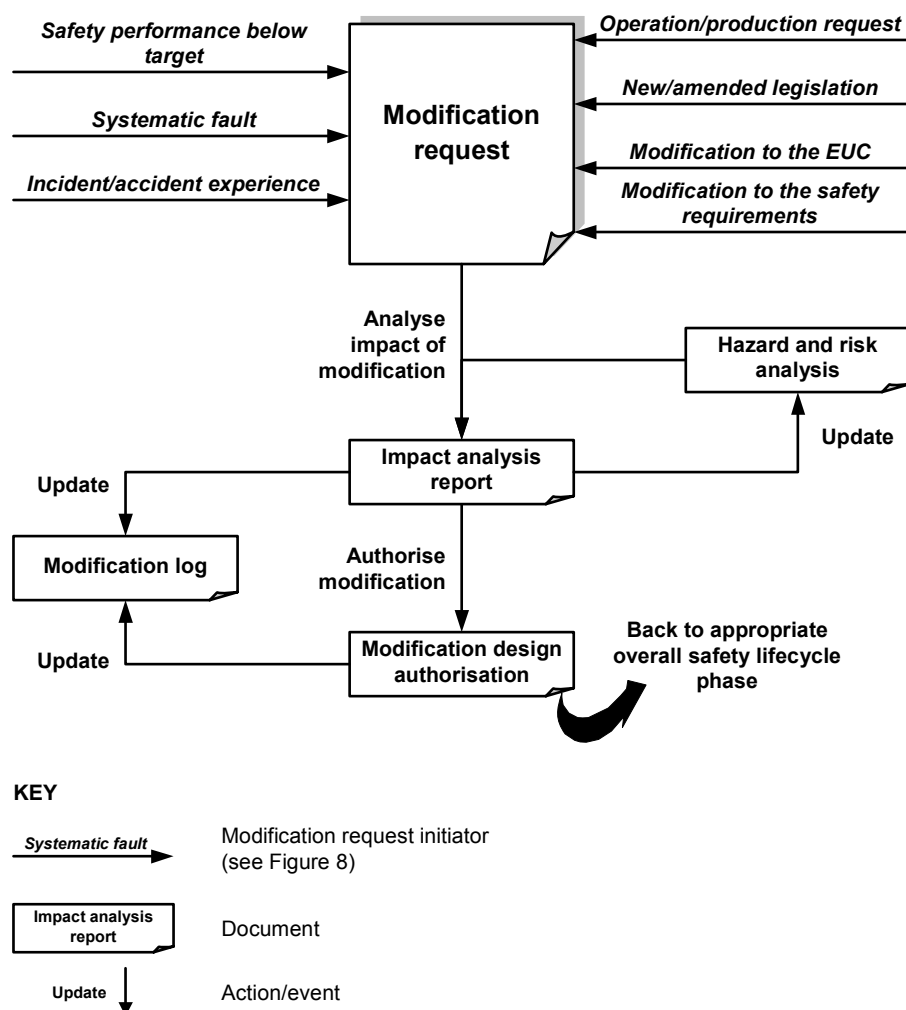 Safety performance below
target
Systematic fault
Incident/accident experience
Modification
request
Operation/production request
New/amended legislation
Modification to the EUC
Modification to the safety
requirements
Analyse
impact of
modification
Hazard and risk
analysis
Update
Impact analysis
report
Update
Modification log
Authorise
modification
Update
Modification design
authorisation
Back to appropriate
overall safety lifecycle
phase
KEY
Systematic fault
Modification request initiator
(see Figure 8)
Impact analysis
report
Document
Update
Action/event